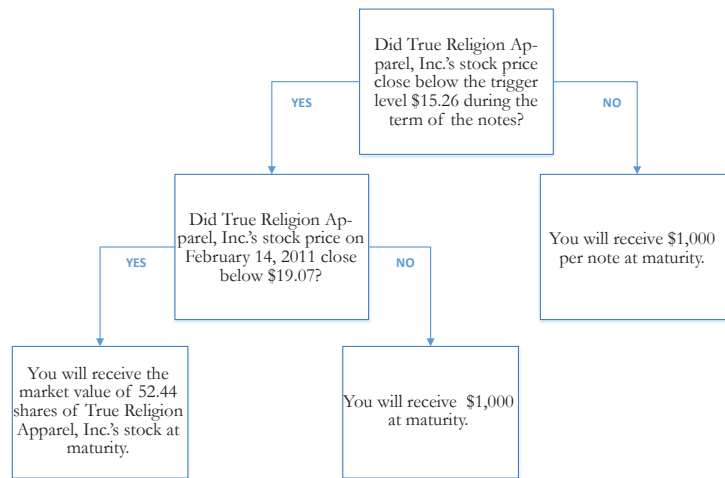 Did True Religion Ap-
parel, Inc.'s stock price
close below the trigger
level $15.26 during the
term of the notes?
YES
NO
Did True Religion Ap-
parel, Inc.'s stock price on
February 14, 2011 close
below $19.07?
You will receive $1,000
per note at maturity.
YES
NO
You will receive the
market value of 52.44
shares of True Religion
Apparel, Inc.'s stock at
maturity.
You will receive $1,000
at maturity.